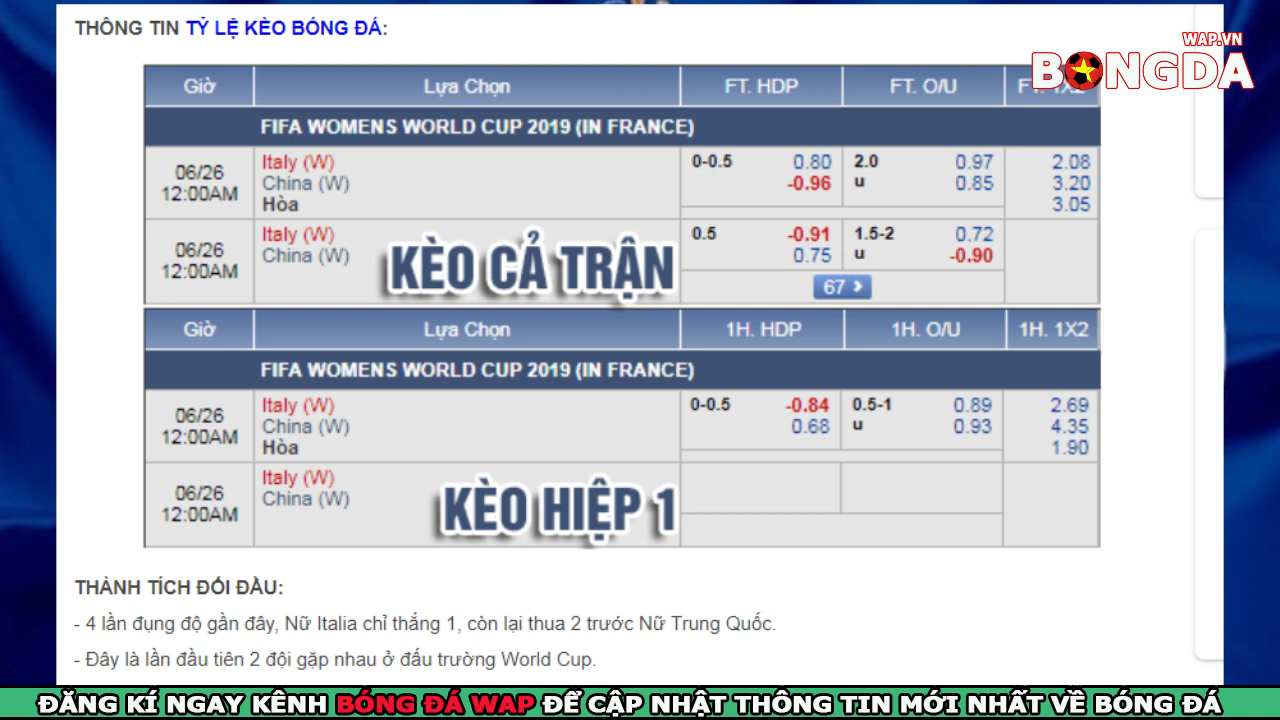 THÔNG TIN TỶ LỆ KÈO BÓNG ĐÁ:
WAP.VN
BONGDA
Giờ Lựa Chọn FT. HDP FT. O/U FT. 1X2
FIFA WOMENS WORLD CUP 2019 (IN FRANCE)
06/26 12:00AM
Italy (W) 0-0.5 0.80 2.0 0.97 2.08
China (W) -0.96 u 0.85 3.20
Hòa 3.05
06/26 12:00AM
Italy (W) 0.5 -0.91 1.5-2 0.72
China (W) 0.75 u -0.90
KÈO CẢ TRẬN
67
Giờ Lựa Chọn 1H. HDP 1H. O/U 1H. 1X2
FIFA WOMENS WORLD CUP 2019 (IN FRANCE)
06/26 12:00AM
Italy (W) 0-0.5 -0.84 0.5-1 0.89 2.69
China (W) 0.68 u 0.93 4.35
Hòa 1.90
06/26 12:00AM
Italy (W)
China (W)
KÈO HIỆP 1
THÀNH TÍCH ĐỐI ĐẦU:
- 4 lần đụng độ gần đây, Nữ Italia chỉ thắng 1, còn lại thua 2 trước Nữ Trung Quốc.
- Đây là lần đầu tiên 2 đội gặp nhau ở đấu trường World Cup.
ĐĂNG KÍ NGAY KÊNH BÓNG ĐÁ WAP ĐỂ CẬP NHẬT THÔNG TIN MỚI NHẤT VỀ BÓNG ĐÁ